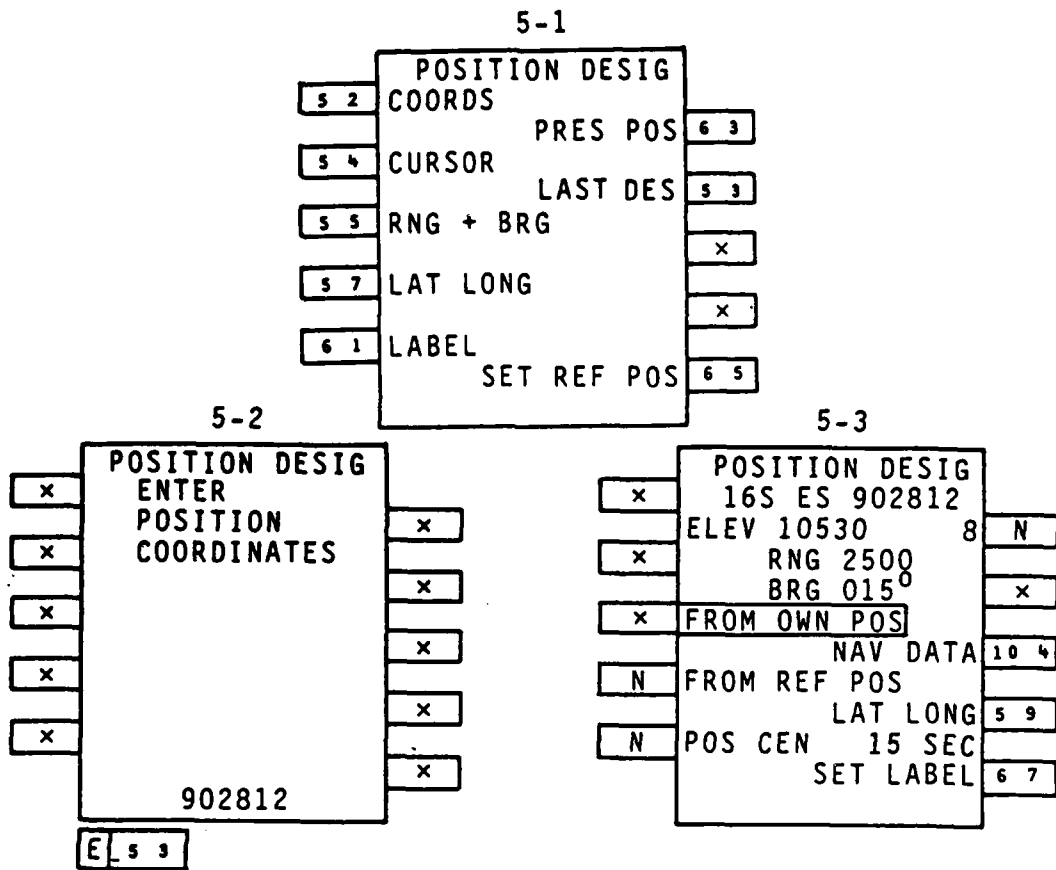 5-1
POSITION DESIG
5 2 COORDS
PRES POS 6 3
5 4 CURSOR
LAST DES 5 3
5 5 RNG + BRG
×
5 7 LAT LONG
×
6 1 LABEL
SET REF POS 6 5
5-2
POSITION DESIG
× ENTER
POSITION ×
× COORDINATES
×
×
×
×
×
×
×
902812
E 5 3
5-3
POSITION DESIG
× 16S ES 902812
ELEV 10530 8 N
× RNG 2500
BRG 015° ×
× FROM OWN POS
NAV DATA 10 4
N FROM REF POS
LAT LONG 5 9
N POS CEN 15 SEC
SET LABEL 6 7